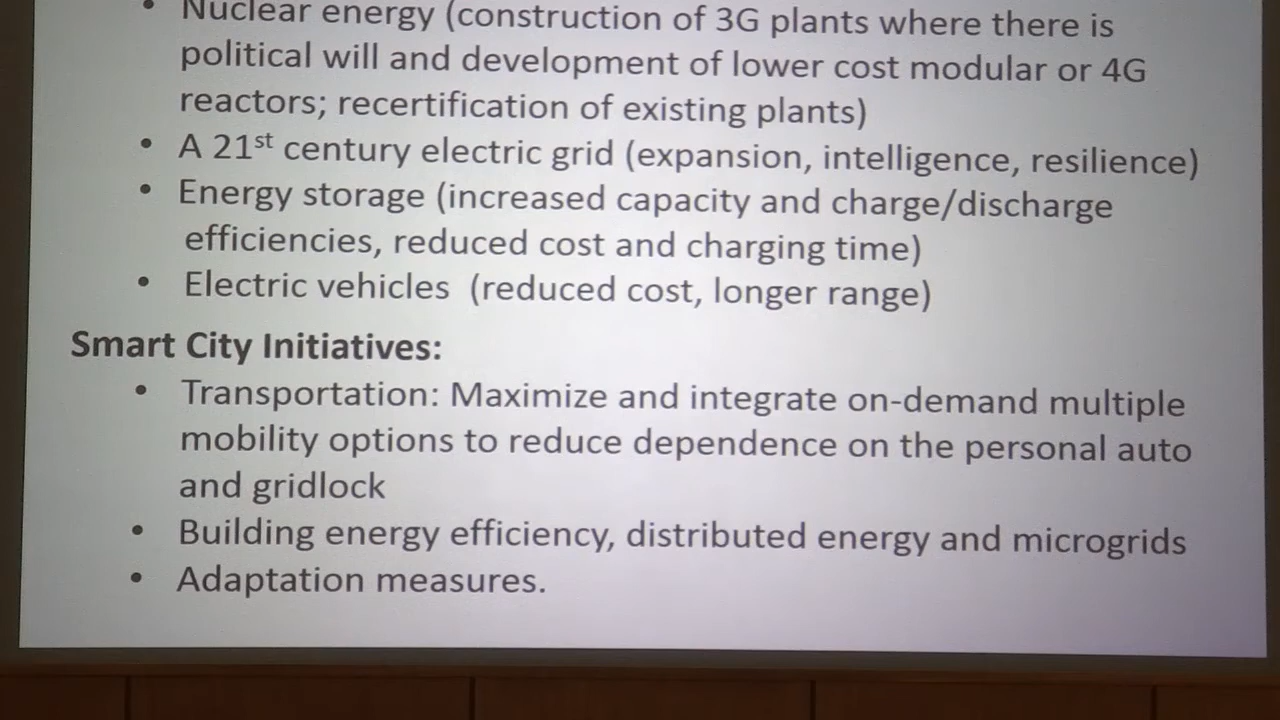 • Nuclear energy (construction of 3G plants where there is
political will and development of lower cost modular or 4G
reactors; recertification of existing plants)
• A 21st century electric grid (expansion, intelligence, resilience)
• Energy storage (increased capacity and charge/discharge
efficiencies, reduced cost and charging time)
• Electric vehicles (reduced cost, longer range)
Smart City Initiatives:
• Transportation: Maximize and integrate on-demand multiple
mobility options to reduce dependence on the personal auto
and gridlock
• Building energy efficiency, distributed energy and microgrids
• Adaptation measures.